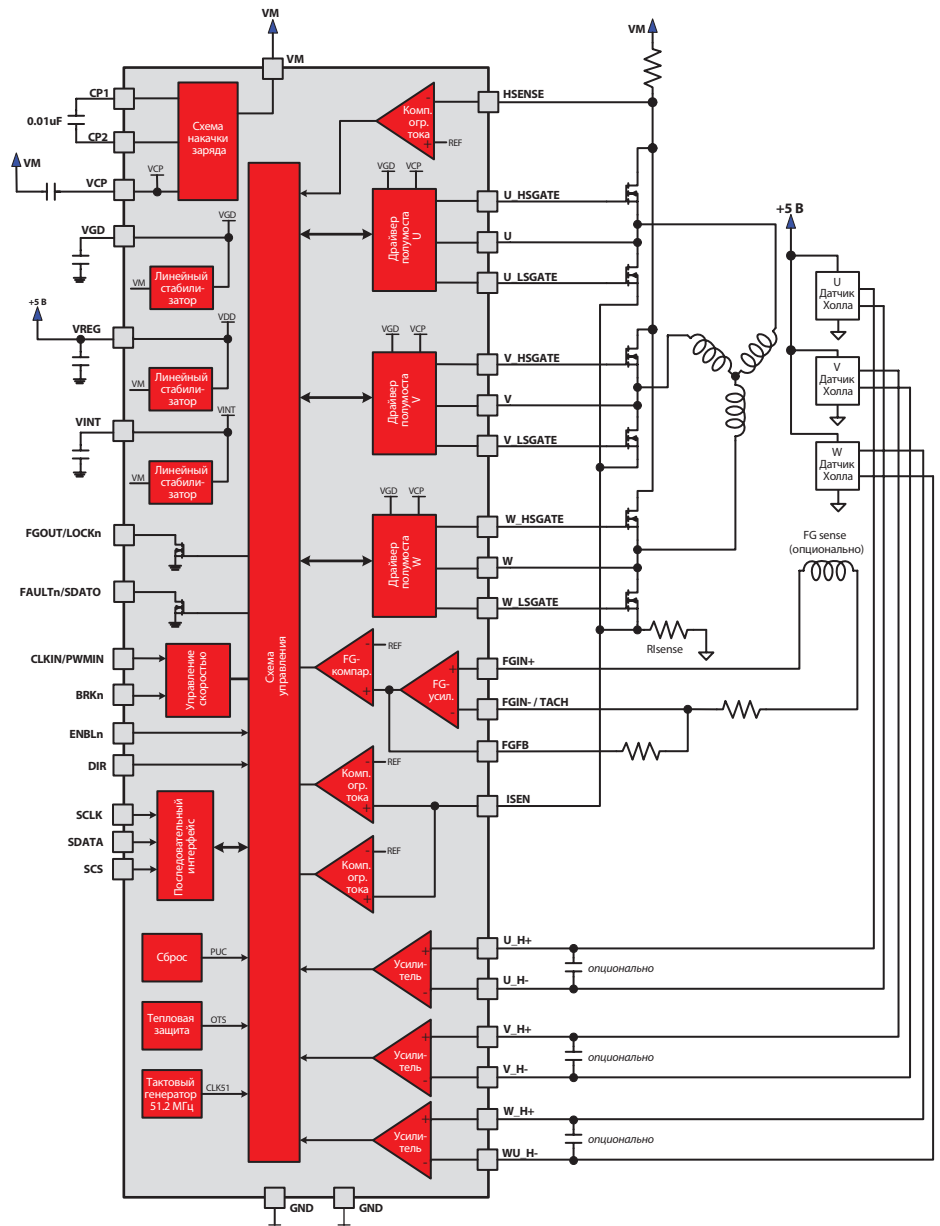 VM
VM
VM
CP1
0.01uF
CP2
VM
VCP
VCP
Схема
накачки
заряда
-
Комп.
огр.
тока
+
REF
HSENSE
VGD
VGD
VM
Линейный
стабили-
затор
+5 В
VREG
VDD
VM
Линейный
стабили-
затор
VINT
VINT
VM
Линейный
стабили-
затор
VGD
VCP
Драйвер
полумоста
U
U_HSGATE
U
U_LSGATE
VGD
VCP
Драйвер
полумоста
V
V_HSGATE
V
V_LSGATE
VGD
VCP
Драйвер
полумоста
W
W_HSGATE
W
W_LSGATE
+5 В
U
Датчик
Холла
V
Датчик
Холла
W
Датчик
Холла
FG sense
(опционально)
RIsense
FGOUT/LOCKn
FAULTn/SDATO
CLKIN/PWMIN
BRKn
Управление
скоростью
ENBLn
DIR
SCLK
SDATA
SCS
Последовательный
интерфейс
Схема
управления
-
REF
FG-
компар.
+
+
FG-
усил.
-
FGIN+
FGIN- / TACH
FGFB
-
REF
Комп.
огр.
тока
+
ISEN
-
REF
Комп.
огр.
тока
+
Сброс
PUC
Тепловая
защита
OTS
Тактовый
генератор
51.2 МГц
CLK51
+
Усили-
тель
-
U_H+
опционально
U_H-
+
Усили-
тель
-
V_H+
опционально
V_H-
+
Усили-
тель
-
W_H+
опционально
WU_H-
GND
GND